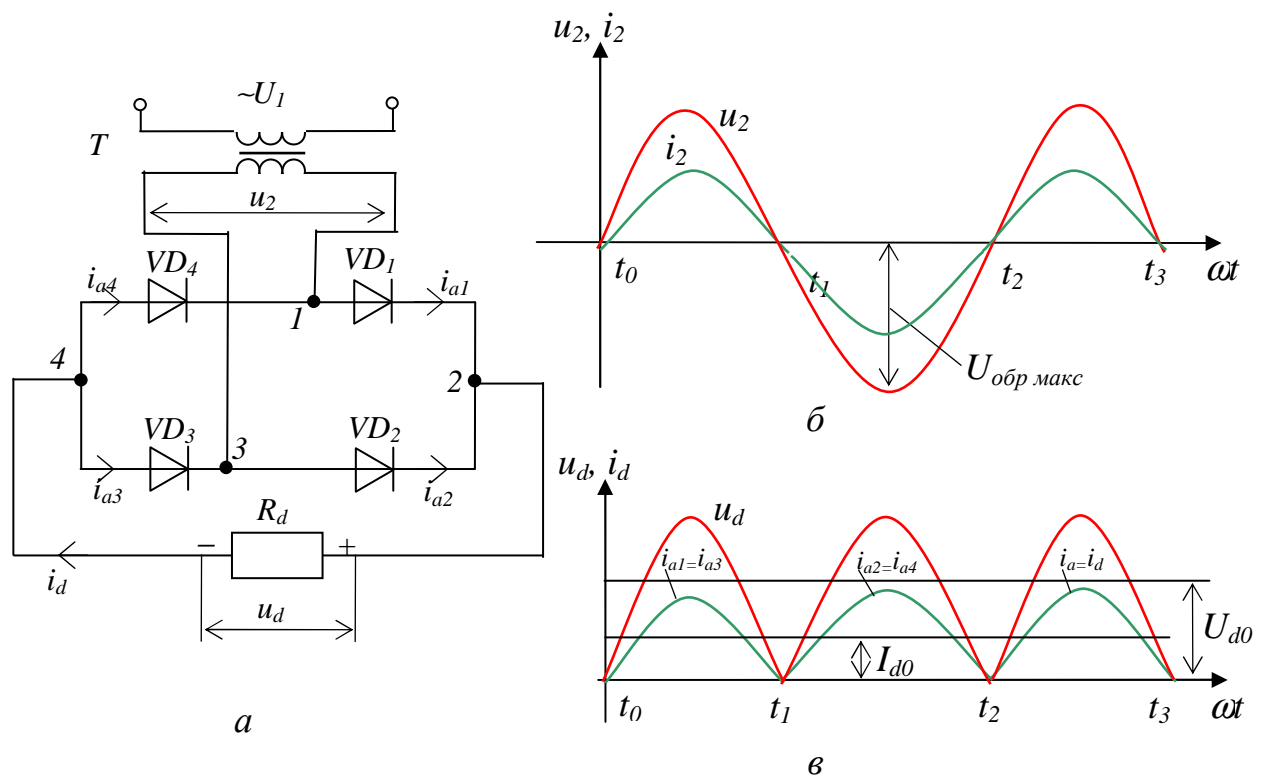 ~U1
T
u2
VD4
VD1
ia4
ia1
1
4
2
VD3
3
VD2
ia3
ia2
Rd
− +
id
ud
а
u2, i2
u2
i2
t0
t1
t2
t3
ωt
Uобр макс
б
ud, id
ud
ia1=ia3
ia2=ia4
ia=id
Ud0
Id0
t0
t1
t2
t3
ωt
в